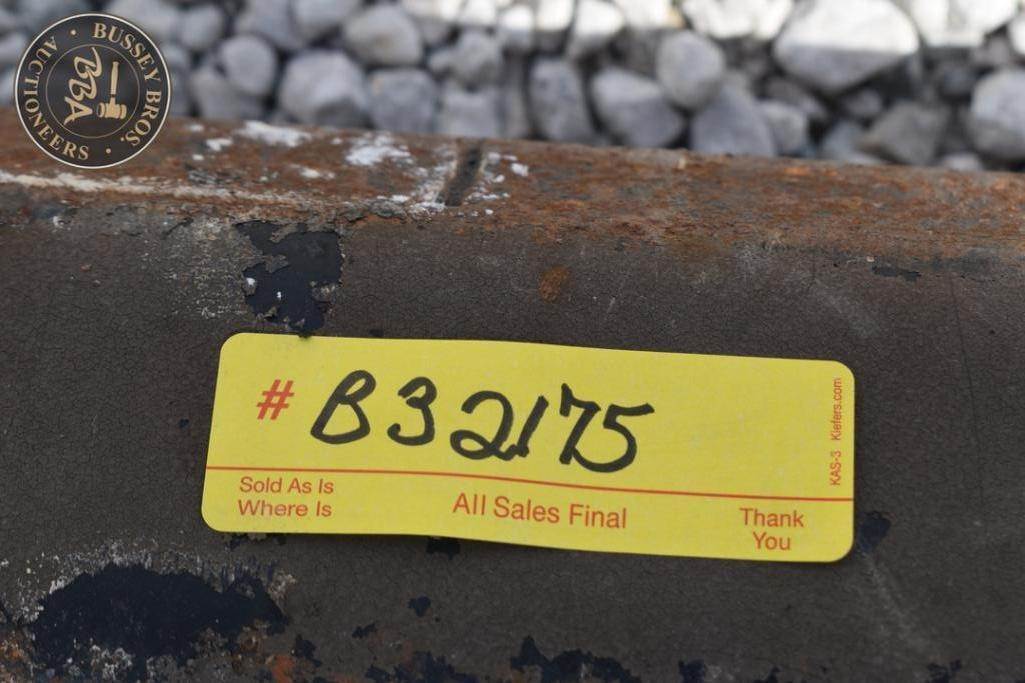 BUSSEY BROS.
AUCTIONEERS
BBA
# B32175
KAS-3 Kiefers.com
Sold As Is
Where Is
All Sales Final
Thank
You